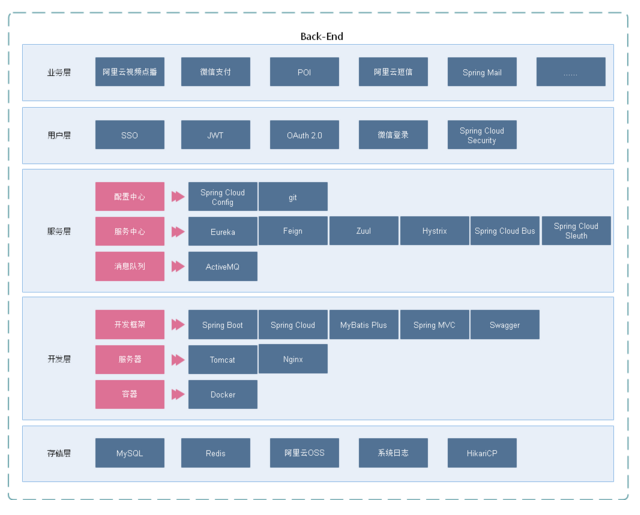 Back-End
业务层
阿里云视频点播
微信支付
POI
阿里云短信
Spring Mail
......
用户层
SSO
JWT
OAuth 2.0
微信登录
Spring Cloud
Security
服务层
配置中心
Spring Cloud
Config
git
服务中心
Eureka
Feign
Zuul
Hystrix
Spring Cloud Bus
Spring Cloud
Sleuth
消息队列
ActiveMQ
开发层
开发框架
Spring Boot
Spring Cloud
MyBatis Plus
Spring MVC
Swagger
服务器
Tomcat
Nginx
容器
Docker
存储层
MySQL
Redis
阿里云OSS
系统日志
HikariCP